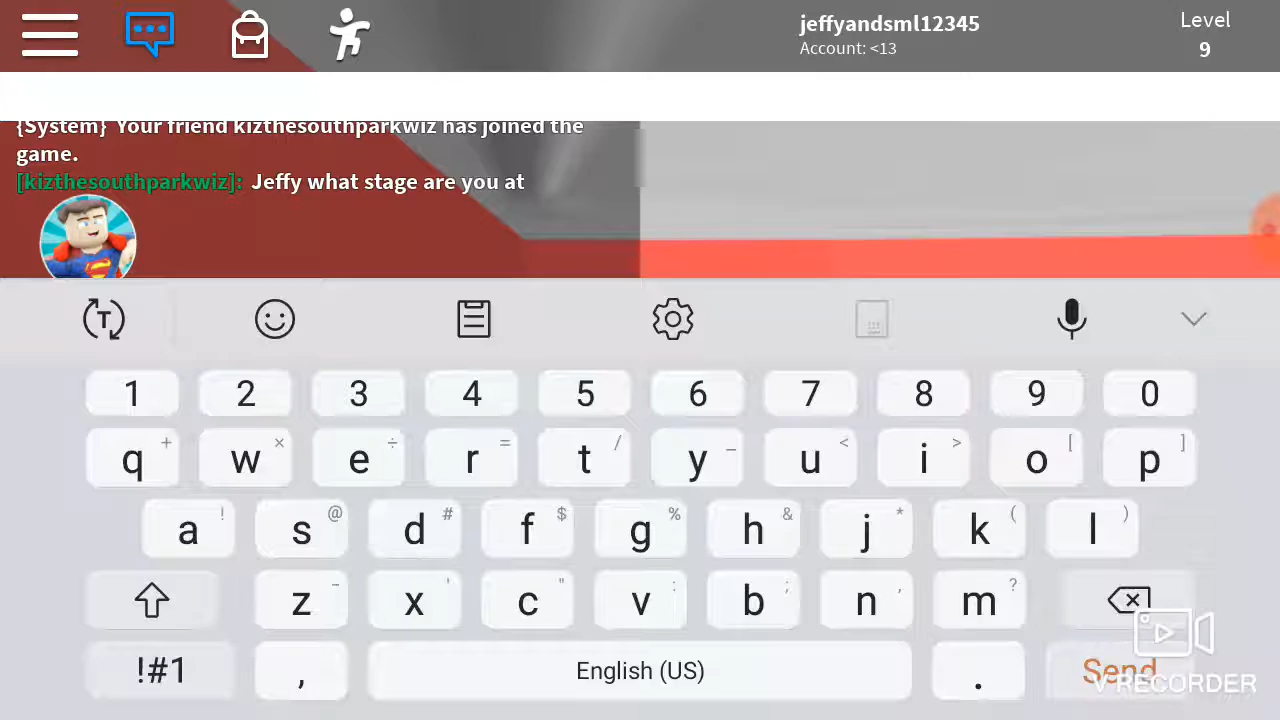 jeffyandsml12345
Account: <13
Level
9
{System} Your friend kizthesouthparkwiz has joined the
game.
[kizthesouthparkwiz]: Jeffy what stage are you at
T
1 2 3 4 5 6 7 8 9 0
q + w × e ÷ r = t / y _ u < i > o [ p ]
a ! s @ d # f $ g % h & j * k ( l )
z - x ' c " v : b ; n , m ?
!#1 , English (US) . Send
V RECORDER